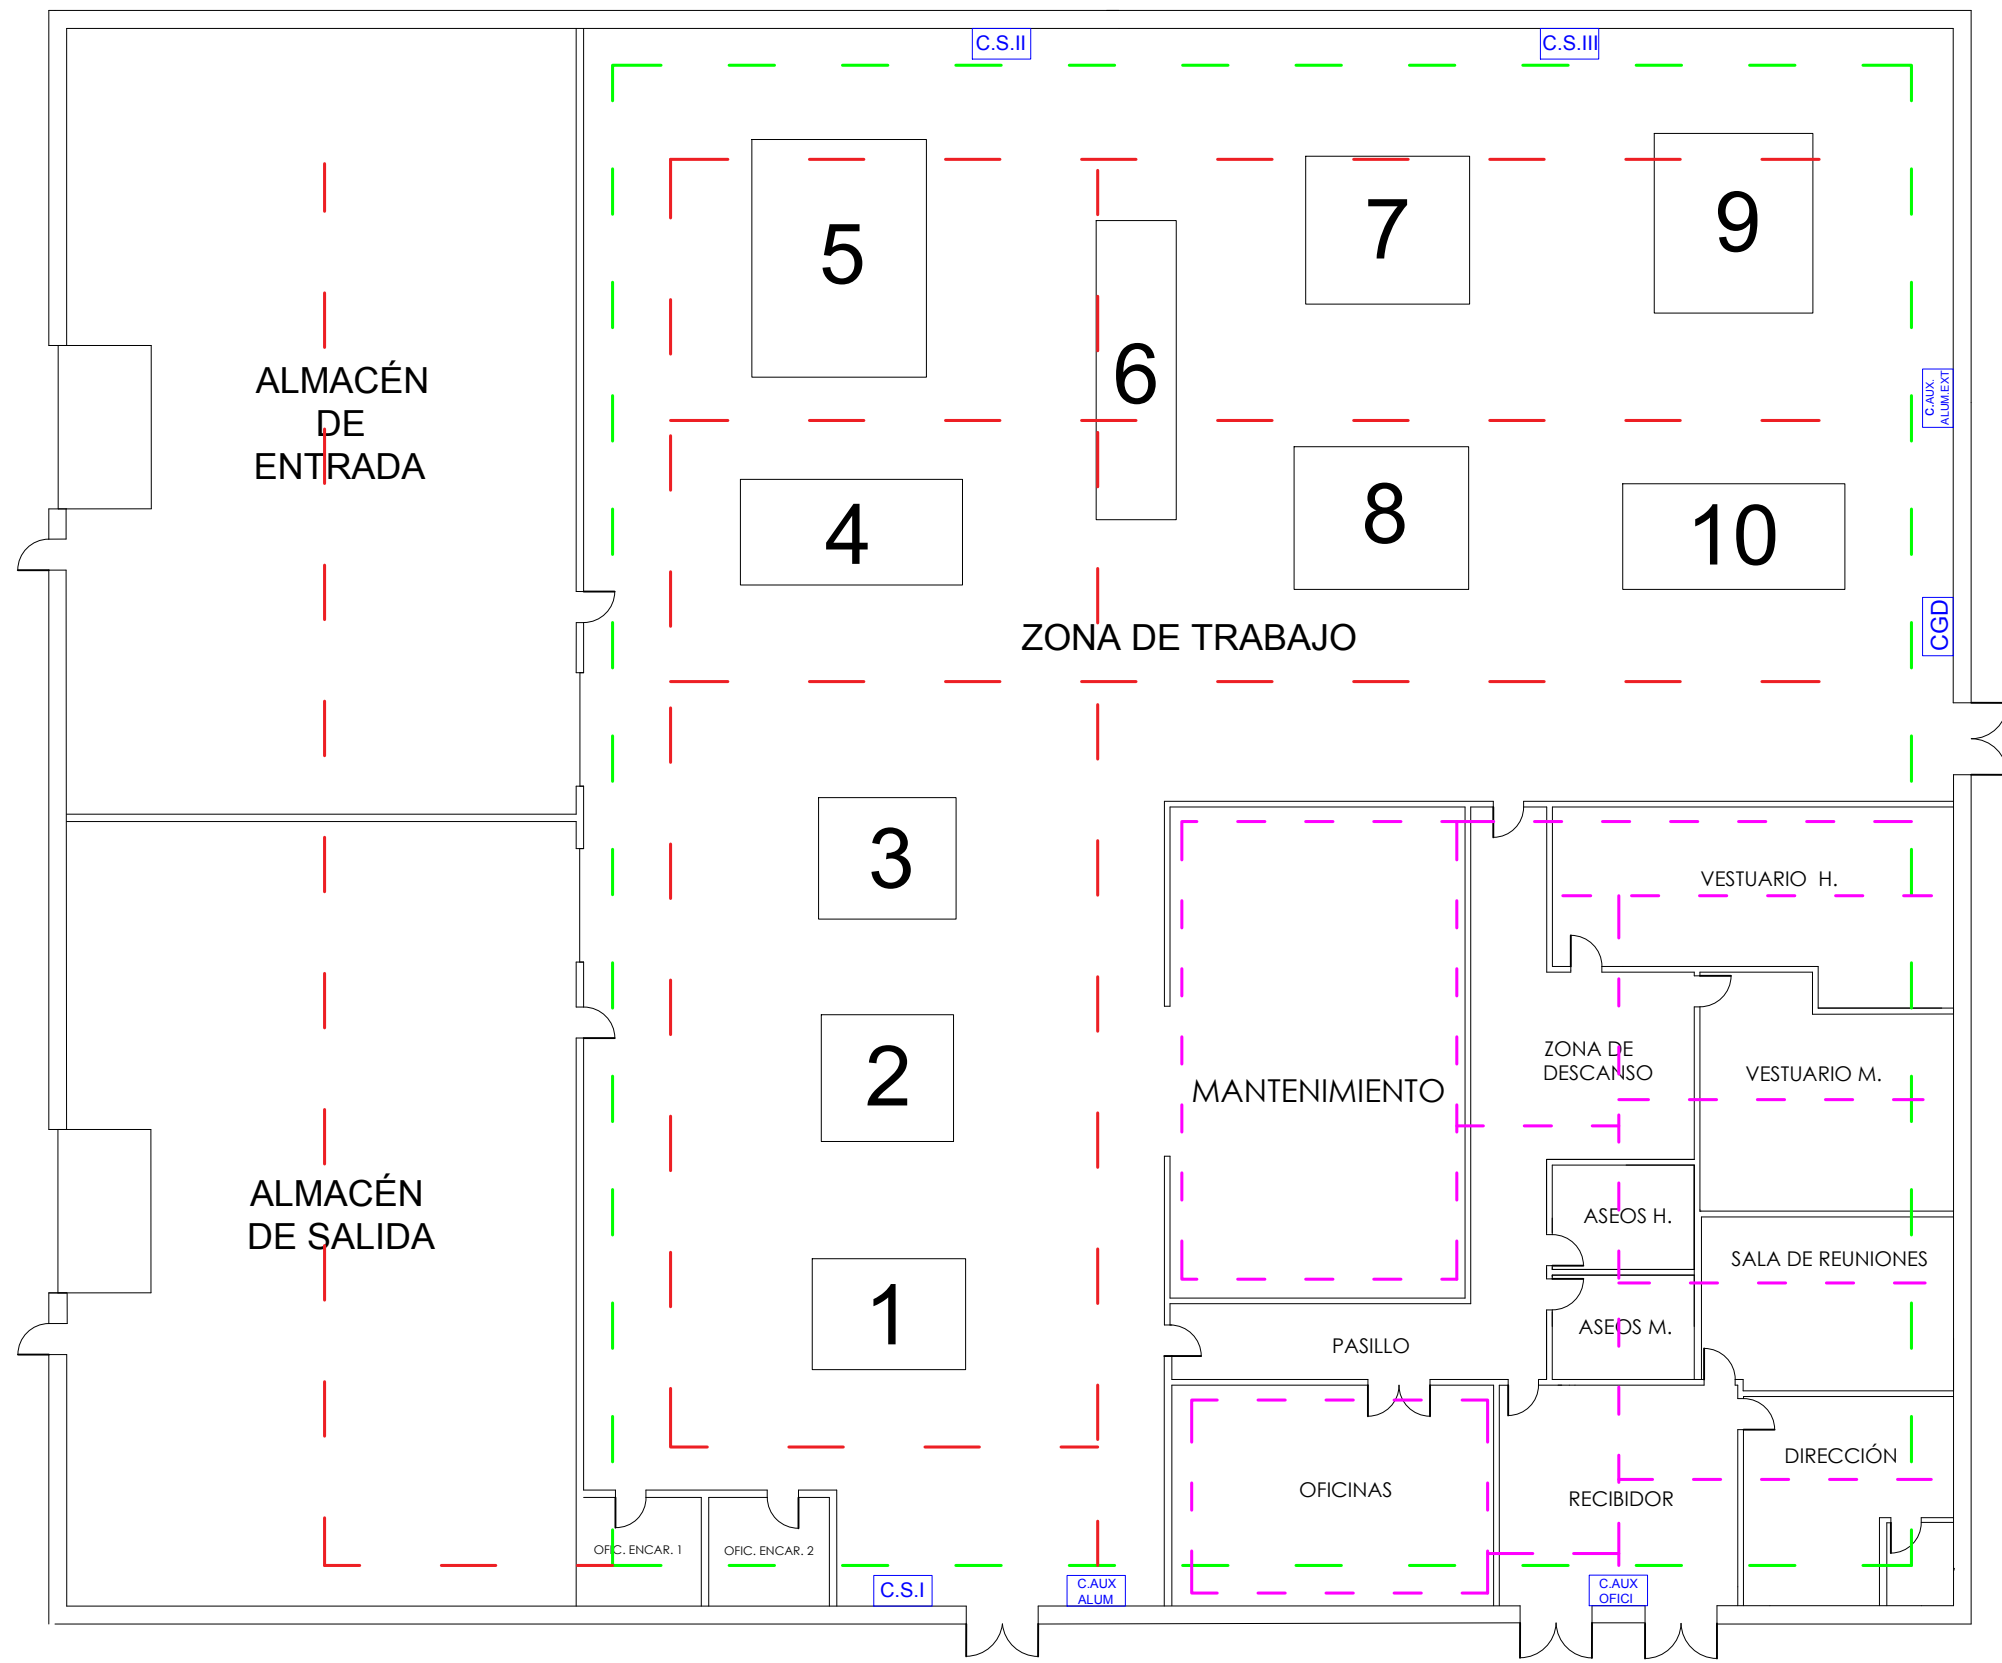 C.S.II
C.S.III
5
7
9
6
ALMACÉN
DE
ENTRADA
C.AUX.
ALUM.EXT
4
8
10
CGD
ZONA DE TRABAJO
3
VESTUARIO H.
2
ZONA DE
DESCANSO
VESTUARIO M.
MANTENIMIENTO
ALMACÉN
DE SALIDA
ASEOS H.
SALA DE REUNIONES
1
ASEOS M.
PASILLO
DIRECCIÓN
OFICINAS
RECIBIDOR
OFIC. ENCAR. 1
OFIC. ENCAR. 2
C.S.I
C.AUX
ALUM
C.AUX
OFICI